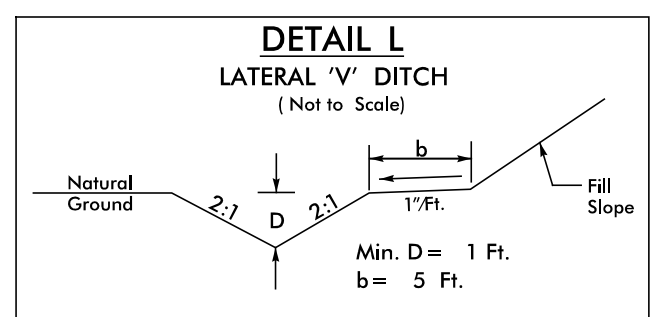 DETAIL L
LATERAL 'V' DITCH
( Not to Scale)
b
Natural
Ground
2:1
D
2:1
1"/Ft.
Fill
Slope
Min. D = 1 Ft.
b = 5 Ft.